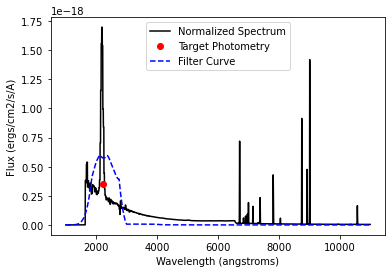 1e−18
Normalized Spectrum
Target Photometry
Filter Curve
Flux (ergs/cm2/s/A)
1.75
1.50
1.25
1.00
0.75
0.50
0.25
0.00
2000 4000 6000 8000 10000
Wavelength (angstroms)